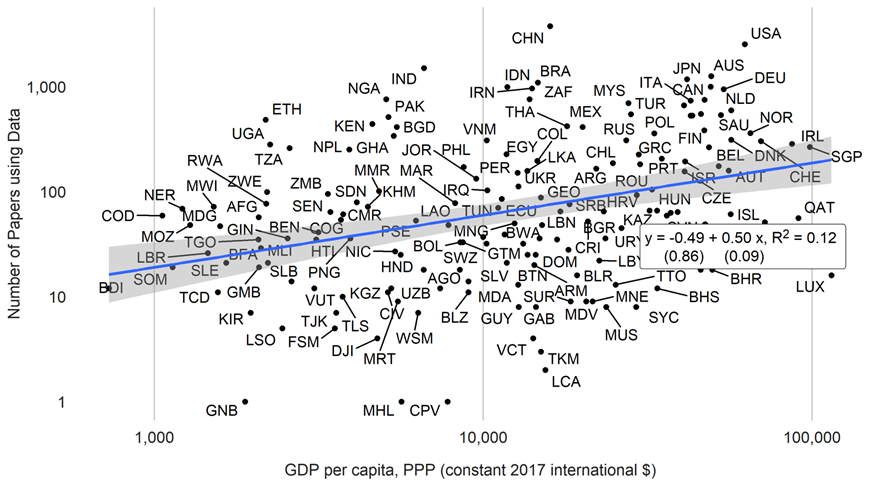 CHN
USA
IND
IDN
BRA
JPN
AUS
NGA
IRN
ZAF
ITA
CAN
DEU
1,000
ETH
PAK
THA
MEX
MYS
TUR
NLD
UGA
KEN
BGD
VNM
COL
RUS
POL
SAU
NOR
TZA
NPL
GHA
JOR
PHL
EGY
LKA
CHL
GRC
FIN
IRL
RWA
MMR
MAR
PER
UKR
ARG
ROU
PRT
BEL
DNK
SGP
NER
MWI
ZWE
ZMB
SDN
KHM
IRQ
GEO
ISR
AUT
CHE
100
COD
MDG
AFG
SEN
CMR
LAO
TUN
ECU
SRB
HRV
HUN
CZE
ISL
QAT
MOZ
GIN
BEN
COG
PSE
MNG
BWA
LBN
BGR
KAZ
TGO
BFA
MLI
HTI
NIC
BOL
GTM
CRI
URY
y = -0.49 + 0.50 x, R² = 0.12
(0.86) (0.09)
LBR
SLE
SOM
SLB
PNG
HND
SWZ
DOM
LBY
BDI
AGO
SLV
BTN
BLR
TTO
BHR
LUX
10
TCD
GMB
VUT
KGZ
CIV
UZB
MDA
SUR
ARM
MNE
BHS
KIR
TJK
TLS
BLZ
GUY
GAB
MDV
MUS
SYC
LSO
FSM
DJI
MRT
WSM
VCT
TKM
LCA
1
GNB
MHL
CPV
1,000
10,000
100,000
GDP per capita, PPP (constant 2017 international $)
Number of Papers using Data